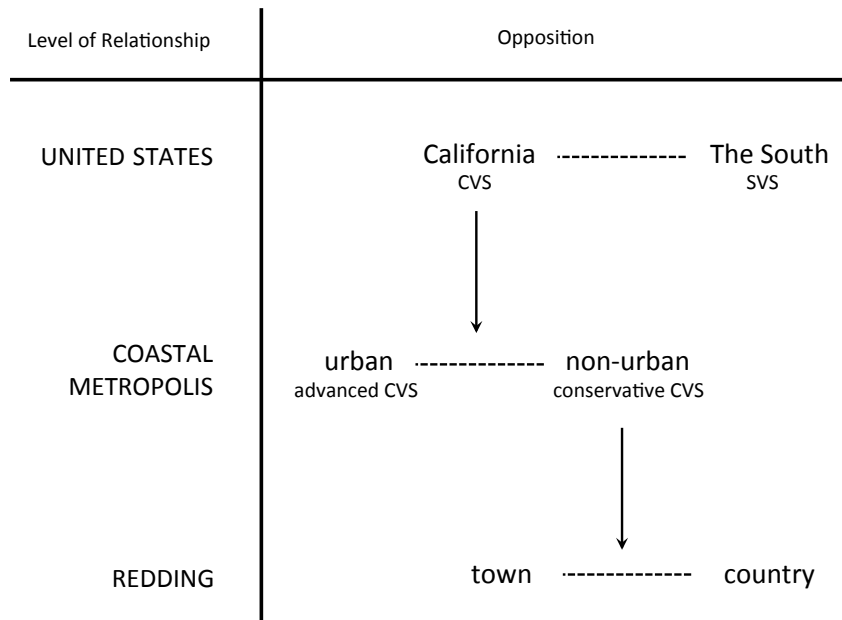 Level of Relationship Opposition
UNITED STATES California The South
CVS SVS
COASTAL METROPOLIS urban non-urban
advanced CVS conservative CVS
REDDING town country